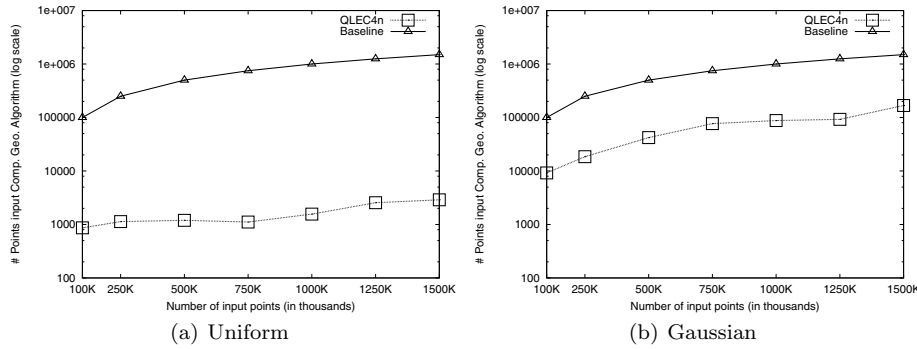 # Points input Comp. Geo. Algorithm (log scale)
1e+007
1e+006
100000
10000
1000
100
QLEC4n
Baseline
100K 250K 500K 750K 1000K 1250K 1500K
Number of input points (in thousands)
(a) Uniform
# Points input Comp. Geo. Algorithm (log scale)
1e+007
1e+006
100000
10000
1000
100
QLEC4n
Baseline
100K 250K 500K 750K 1000K 1250K 1500K
Number of input points (in thousands)
(b) Gaussian